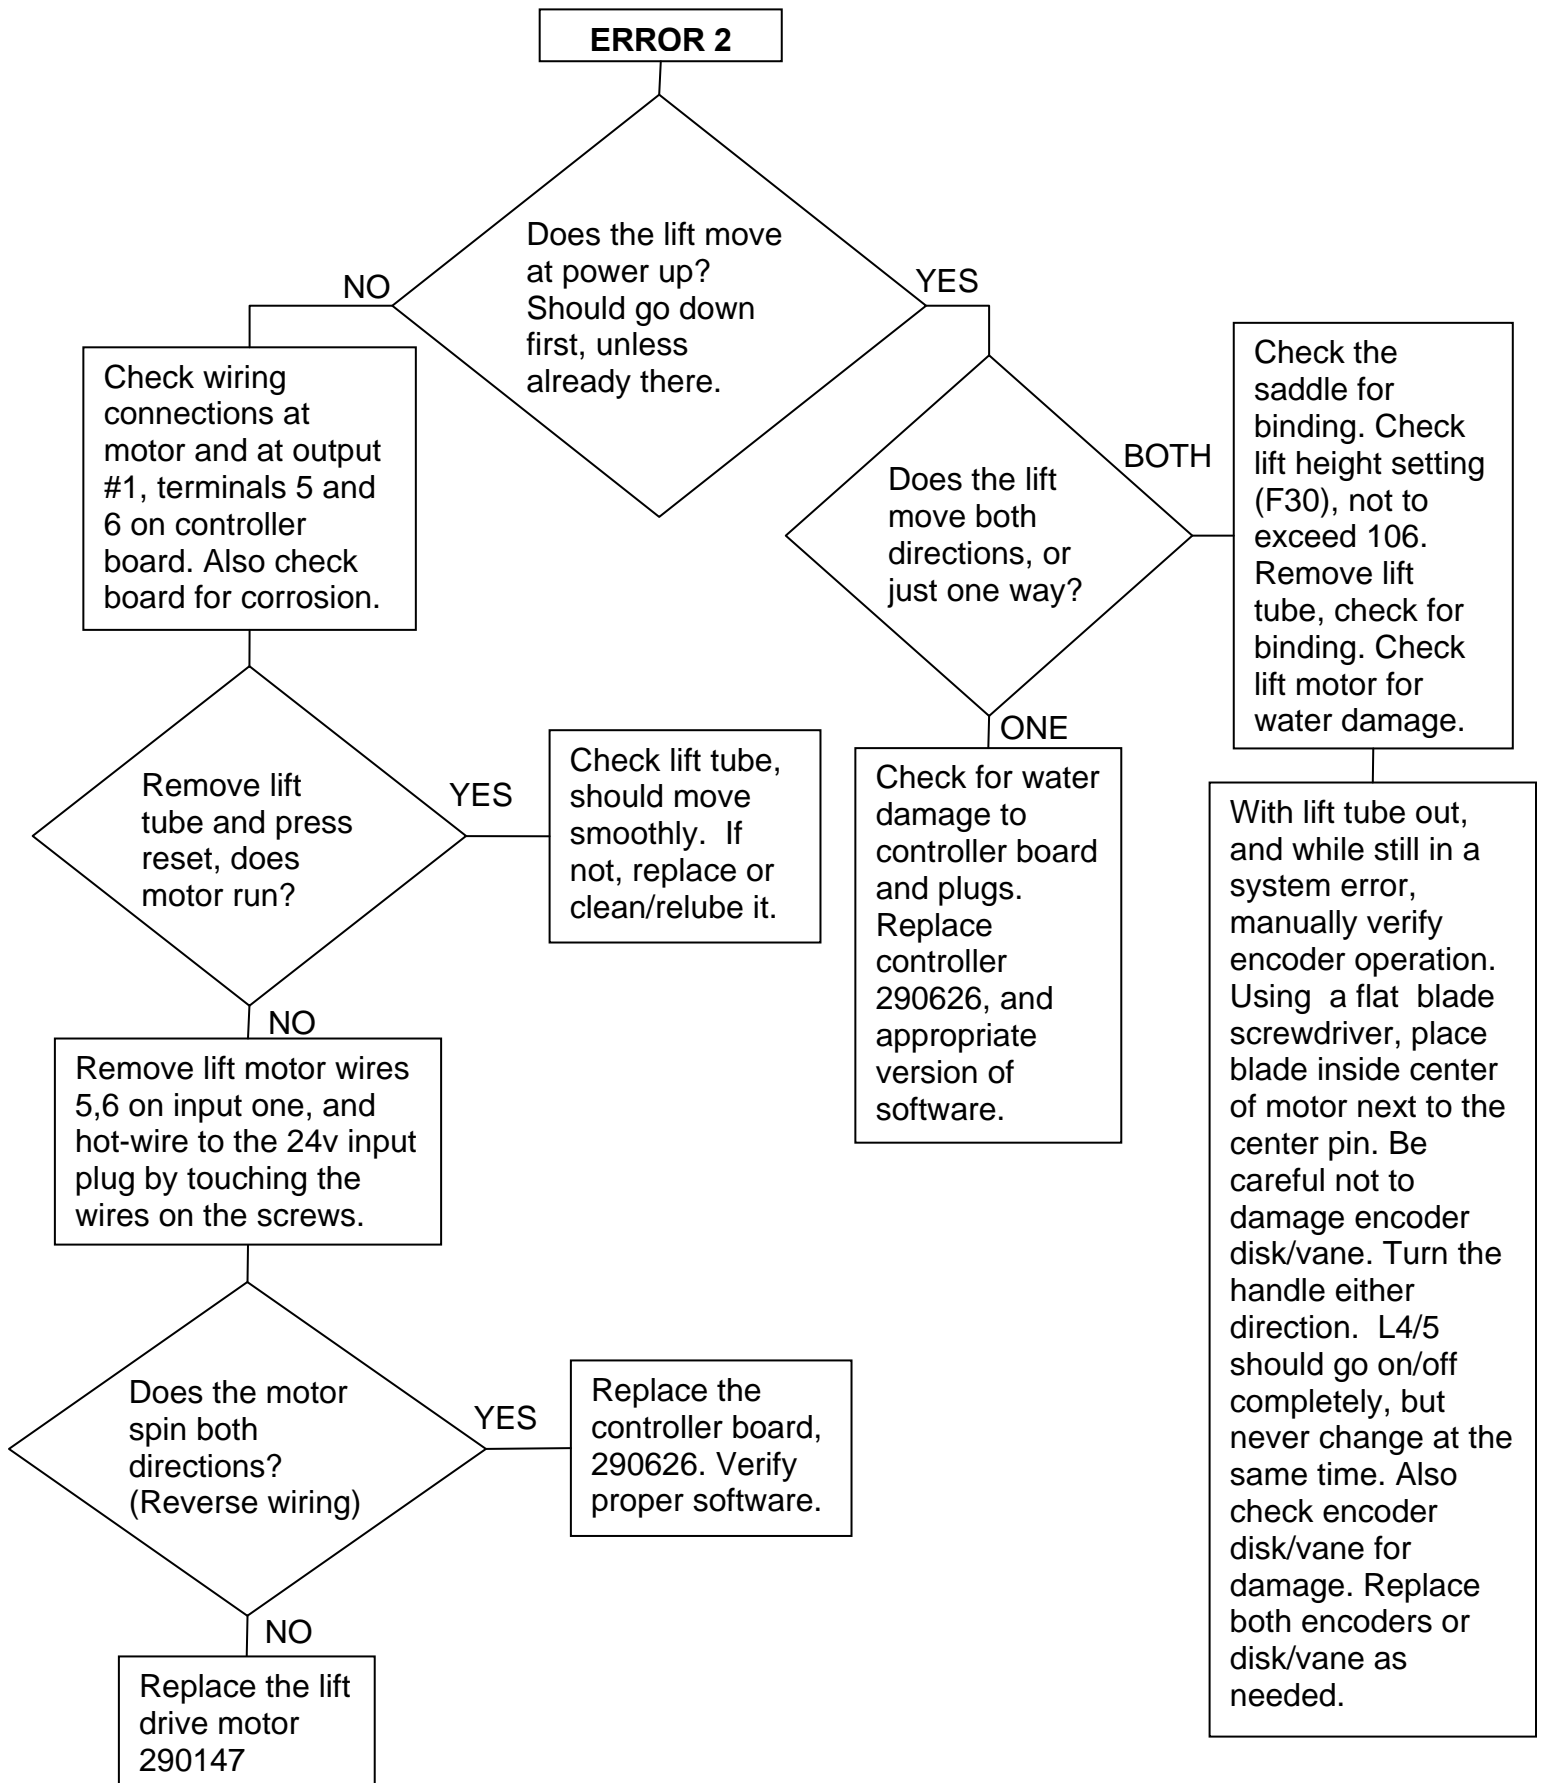 ERROR 2
Does the lift move
at power up?
Should go down
first, unless
already there.
NO
YES
Check wiring
connections at
motor and at output
#1, terminals 5 and
6 on controller
board. Also check
board for corrosion.
Does the lift
move both
directions, or
just one way?
BOTH
Check the
saddle for
binding. Check
lift height setting
(F30), not to
exceed 106.
Remove lift
tube, check for
binding. Check
lift motor for
water damage.
ONE
Remove lift
tube and press
reset, does
motor run?
YES
Check lift tube,
should move
smoothly.  If
not, replace or
clean/relube it.
Check for water
damage to
controller board
and plugs.
Replace
controller
290626, and
appropriate
version of
software.
With lift tube out,
and while still in a
system error,
manually verify
encoder operation.
Using  a flat  blade
screwdriver, place
blade inside center
of motor next to the
center pin. Be
careful not to
damage encoder
disk/vane. Turn the
handle either
direction.  L4/5
should go on/off
completely, but
never change at the
same time. Also
check encoder
disk/vane for
damage. Replace
both encoders or
disk/vane as
needed.
NO
Remove lift motor wires
5,6 on input one, and
hot-wire to the 24v input
plug by touching the
wires on the screws.
Does the motor
spin both
directions?
(Reverse wiring)
YES
Replace the
controller board,
290626. Verify
proper software.
NO
Replace the lift
drive motor
290147